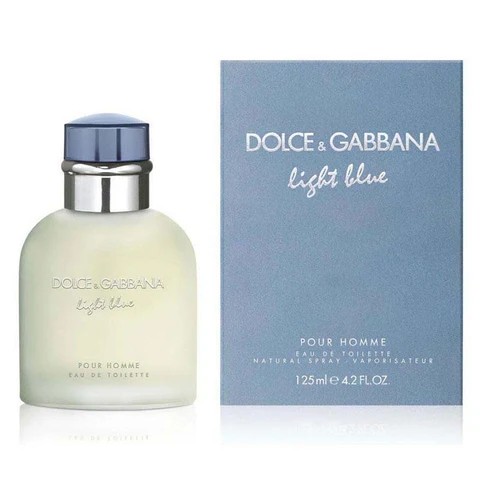 DOLCE & GABBANA
light blue
POUR HOMME
EAU DE TOILETTE
DOLCE & GABBANA
light blue
POUR HOMME
EAU DE TOILETTE
NATURAL SPRAY - VAPORISATEUR
125ml e 4.2 FL.OZ.